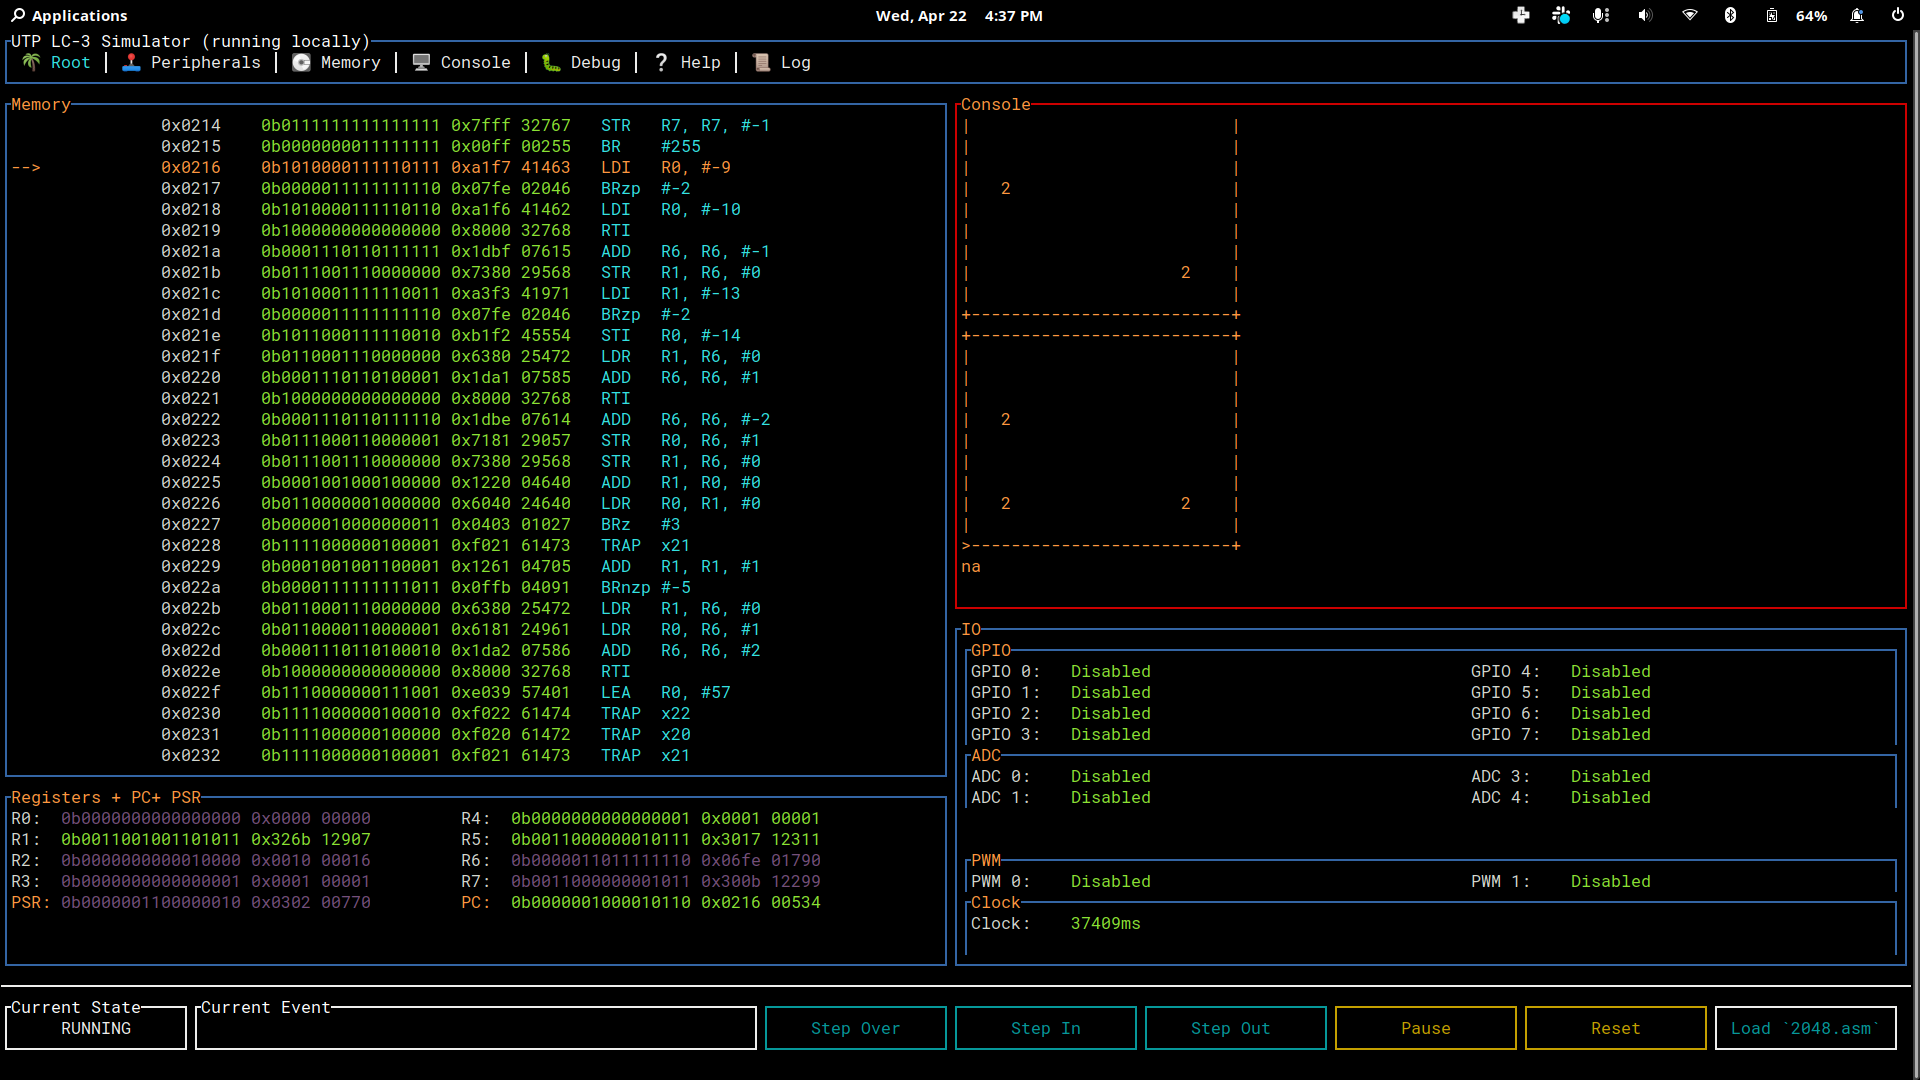 Applications
Wed, Apr 22 4:37 PM
64%
UTP LC-3 Simulator (running locally)
Root | Peripherals | Memory | Console | Debug | ? Help | Log
Memory
0x0214 0b0111111111111111 0x7fff 32767 STR R7, R7, #-1
0x0215 0b0000000011111111 0x00ff 00255 BR #255
--> 0x0216 0b1010000111110111 0xa1f7 41463 LDI R0, #-9
0x0217 0b0000011111111110 0x07fe 02046 BRzp #-2
0x0218 0b1010000111110110 0xa1f6 41462 LDI R0, #-10
0x0219 0b1000000000000000 0x8000 32768 RTI
0x021a 0b0001110110111111 0x1dbf 07615 ADD R6, R6, #-1
0x021b 0b0111001110000000 0x7380 29568 STR R1, R6, #0
0x021c 0b1010001111110011 0xa3f3 41971 LDI R1, #-13
0x021d 0b0000011111111110 0x07fe 02046 BRzp #-2
0x021e 0b1011000111110010 0xb1f2 45554 STI R0, #-14
0x021f 0b0110001110000000 0x6380 25472 LDR R1, R6, #0
0x0220 0b0001110110100001 0x1da1 07585 ADD R6, R6, #1
0x0221 0b1000000000000000 0x8000 32768 RTI
0x0222 0b0001110110111110 0x1dbe 07614 ADD R6, R6, #-2
0x0223 0b0111000110000001 0x7181 29057 STR R0, R6, #1
0x0224 0b0111001110000000 0x7380 29568 STR R1, R6, #0
0x0225 0b0001001000100000 0x1220 04640 ADD R1, R0, #0
0x0226 0b0110000001000000 0x6040 24640 LDR R0, R1, #0
0x0227 0b0000010000000011 0x0403 01027 BRz #3
0x0228 0b1111000000100001 0xf021 61473 TRAP x21
0x0229 0b0001001001100001 0x1261 04705 ADD R1, R1, #1
0x022a 0b0000111111111011 0x0ffb 04091 BRnzp #-5
0x022b 0b0110001110000000 0x6380 25472 LDR R1, R6, #0
0x022c 0b0110000110000001 0x6181 24961 LDR R0, R6, #1
0x022d 0b0001110110100010 0x1da2 07586 ADD R6, R6, #2
0x022e 0b1000000000000000 0x8000 32768 RTI
0x022f 0b1110000000111001 0xe039 57401 LEA R0, #57
0x0230 0b1111000000100010 0xf022 61474 TRAP x22
0x0231 0b1111000000100000 0xf020 61472 TRAP x20
0x0232 0b1111000000100001 0xf021 61473 TRAP x21
Registers + PC+ PSR
R0: 0b0000000000000000 0x0000 00000 R4: 0b0000000000000001 0x0001 00001
R1: 0b0011001001101011 0x326b 12907 R5: 0b0011000000010111 0x3017 12311
R2: 0b0000000000010000 0x0010 00016 R6: 0b0000011011111110 0x06fe 01790
R3: 0b0000000000000001 0x0001 00001 R7: 0b0011000000001011 0x300b 12299
PSR: 0b0000001100000010 0x0302 00770 PC: 0b0000001000010110 0x0216 00534
Console
| |
| |
| |
| 2 |
| |
| |
| |
| 2 |
| |
+--------------------------+
+--------------------------+
| |
| |
| |
| 2 |
| |
| |
| |
| 2 2 |
| |
>--------------------------+
na
IO
GPIO
GPIO 0: Disabled GPIO 4: Disabled
GPIO 1: Disabled GPIO 5: Disabled
GPIO 2: Disabled GPIO 6: Disabled
GPIO 3: Disabled GPIO 7: Disabled
ADC
ADC 0: Disabled ADC 3: Disabled
ADC 1: Disabled ADC 4: Disabled
PWM
PWM 0: Disabled PWM 1: Disabled
Clock
Clock: 37409ms
Current State
RUNNING
Current Event
Step Over
Step In
Step Out
Pause
Reset
Load `2048.asm`